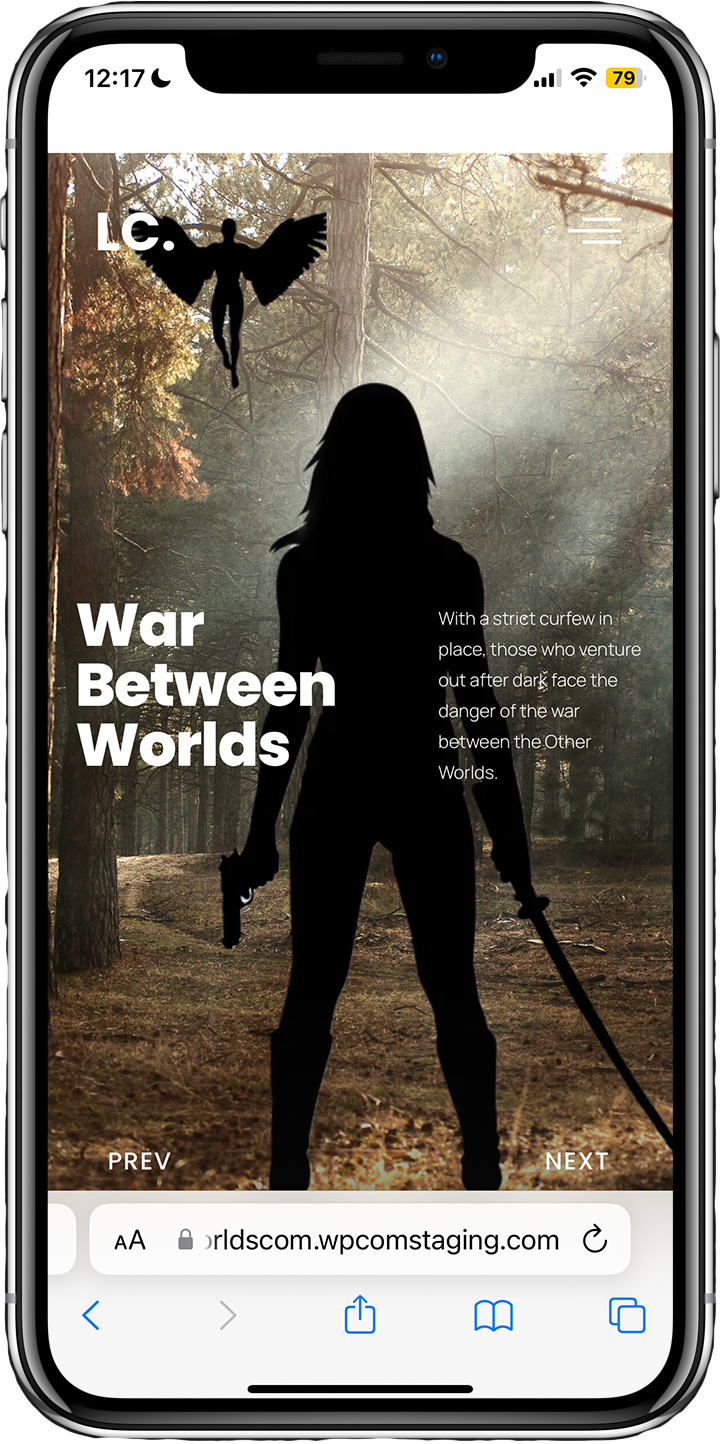 12:17
79
LC.
War
Between
Worlds
With a strict curfew in
place, those who venture
out after dark face the
danger of the war
between the Other
Worlds.
PREV
NEXT
AA
rldscom.wpcomstaging.com